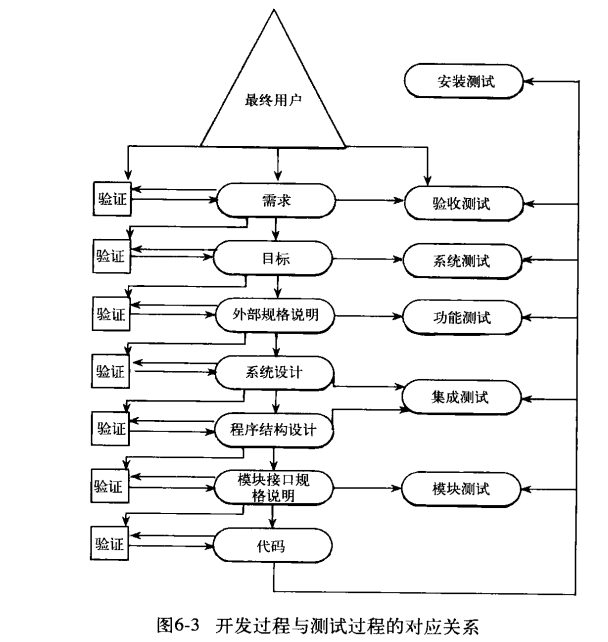 最终用户
安装测试
验证
需求
验收测试
验证
目标
系统测试
验证
外部规格说明
功能测试
验证
系统设计
集成测试
验证
程序结构设计
验证
模块接口规
格说明
模块测试
验证
代码
图6-3 开发过程与测试过程的对应关系